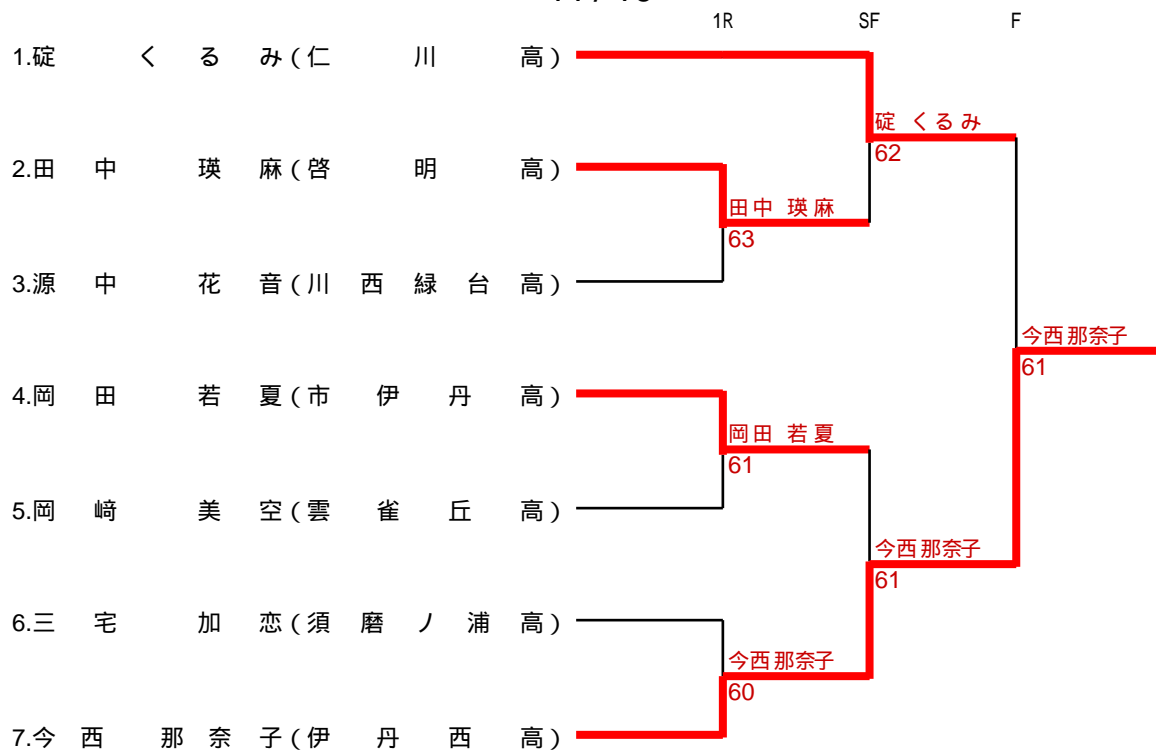 1R SF F
1.碇 くるみ(仁川高)
碇 くるみ
62
2.田中 瑛麻(啓明高)
田中 瑛麻
63
3.源中 花音(川西緑台高)
今西那奈子
61
4.岡田 若夏(市伊丹高)
岡田 若夏
61
5.岡﨑 美空(雲雀丘高)
今西那奈子
61
6.三宅 加恋(須磨ノ浦高)
今西那奈子
60
7.今西 那奈子(伊丹西高)